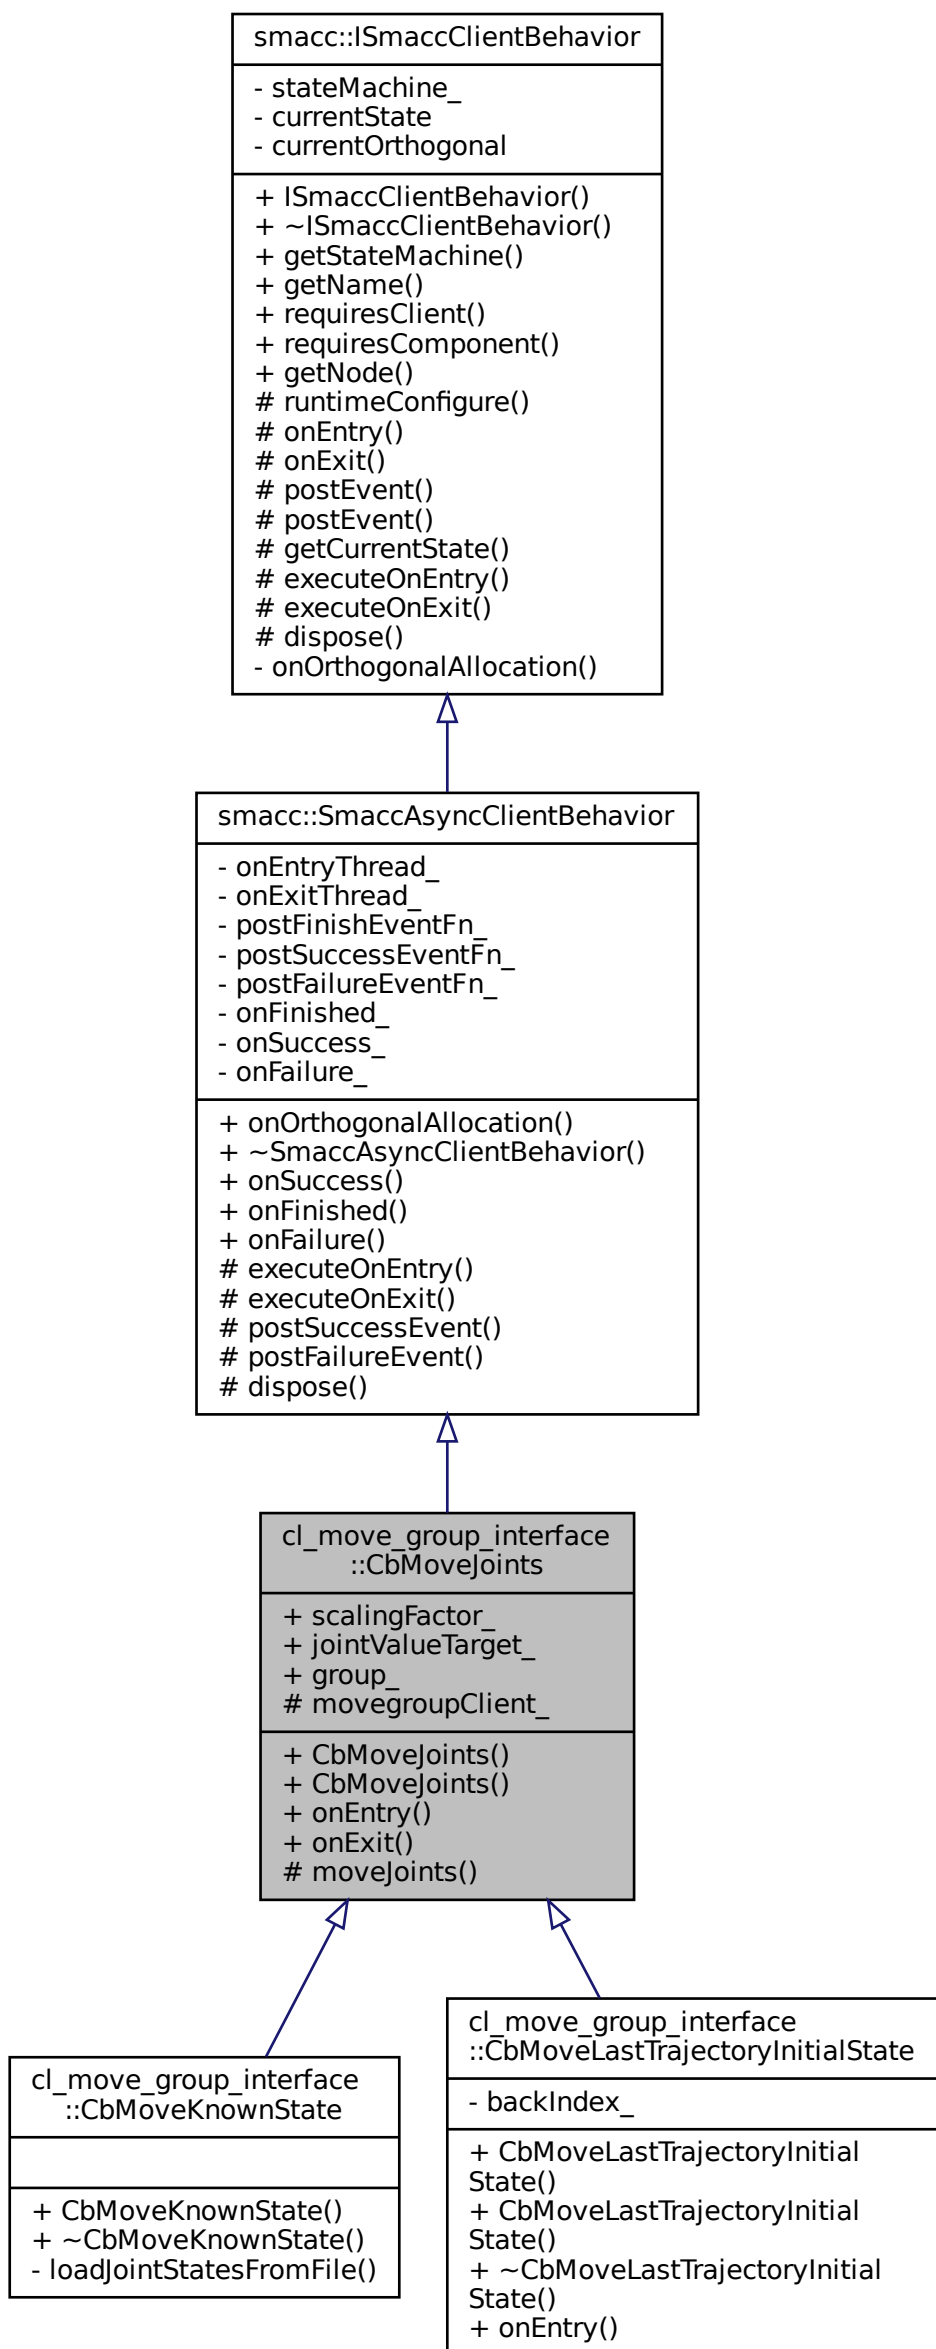 smacc::ISmaccClientBehavior
- stateMachine_
- currentState
- currentOrthogonal
+ ISmaccClientBehavior()
+ ~ISmaccClientBehavior()
+ getStateMachine()
+ getName()
+ requiresClient()
+ requiresComponent()
+ getNode()
# runtimeConfigure()
# onEntry()
# onExit()
# postEvent()
# postEvent()
# getCurrentState()
# executeOnEntry()
# executeOnExit()
# dispose()
- onOrthogonalAllocation()
smacc::SmaccAsyncClientBehavior
- onEntryThread_
- onExitThread_
- postFinishEventFn_
- postSuccessEventFn_
- postFailureEventFn_
- onFinished_
- onSuccess_
- onFailure_
+ onOrthogonalAllocation()
+ ~SmaccAsyncClientBehavior()
+ onSuccess()
+ onFinished()
+ onFailure()
# executeOnEntry()
# executeOnExit()
# postSuccessEvent()
# postFailureEvent()
# dispose()
cl_move_group_interface
::CbMoveJoints
+ scalingFactor_
+ jointValueTarget_
+ group_
# movegroupClient_
+ CbMoveJoints()
+ CbMoveJoints()
+ onEntry()
+ onExit()
# moveJoints()
cl_move_group_interface
::CbMoveKnownState
+ CbMoveKnownState()
+ ~CbMoveKnownState()
- loadJointStatesFromFile()
cl_move_group_interface
::CbMoveLastTrajectoryInitialState
- backIndex_
+ CbMoveLastTrajectoryInitial
State()
+ CbMoveLastTrajectoryInitial
State()
+ ~CbMoveLastTrajectoryInitial
State()
+ onEntry()